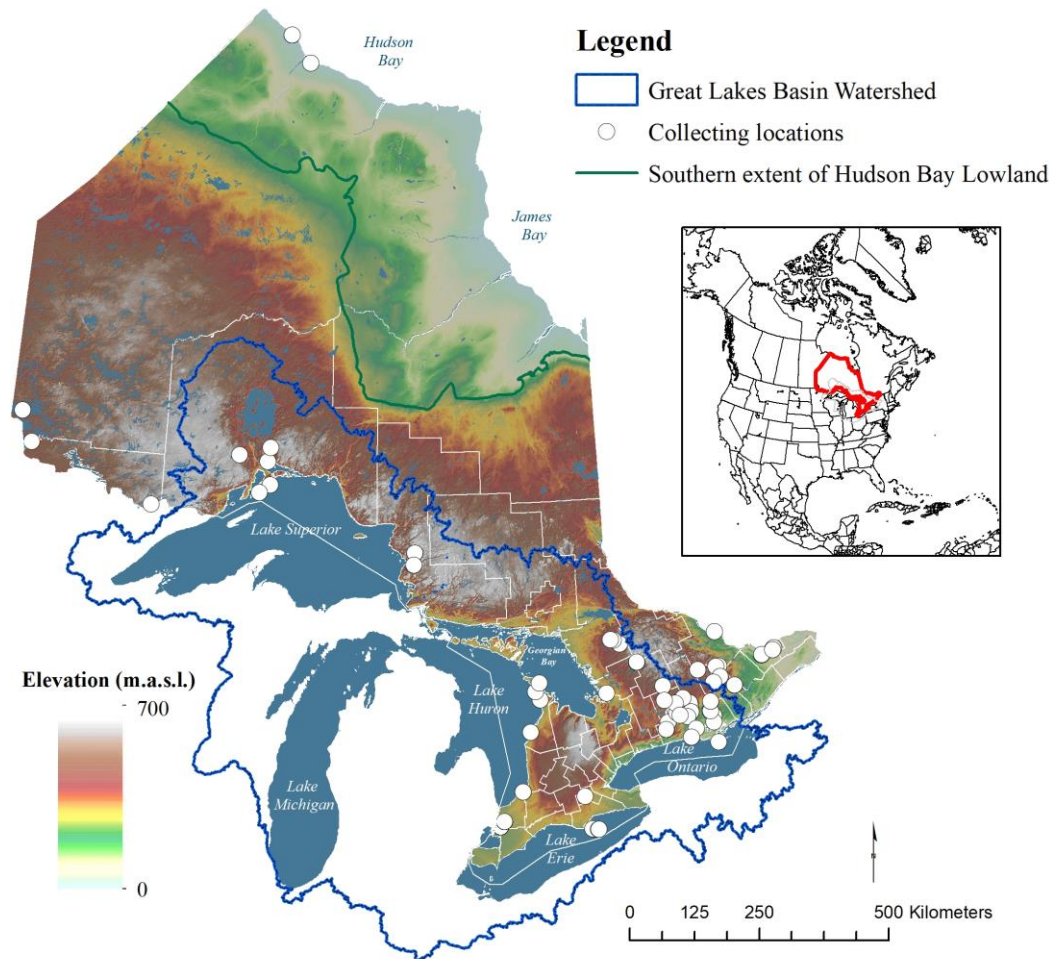 Hudson
Bay
Legend
Great Lakes Basin Watershed
Collecting locations
Southern extent of Hudson Bay Lowland
James
Bay
Lake Superior
Georgian
Bay
Elevation (m.a.s.l.)
700
0
Lake
Huron
Lake
Michigan
Lake
Ontario
Lake
Erie
N
0 125 250 500 Kilometers